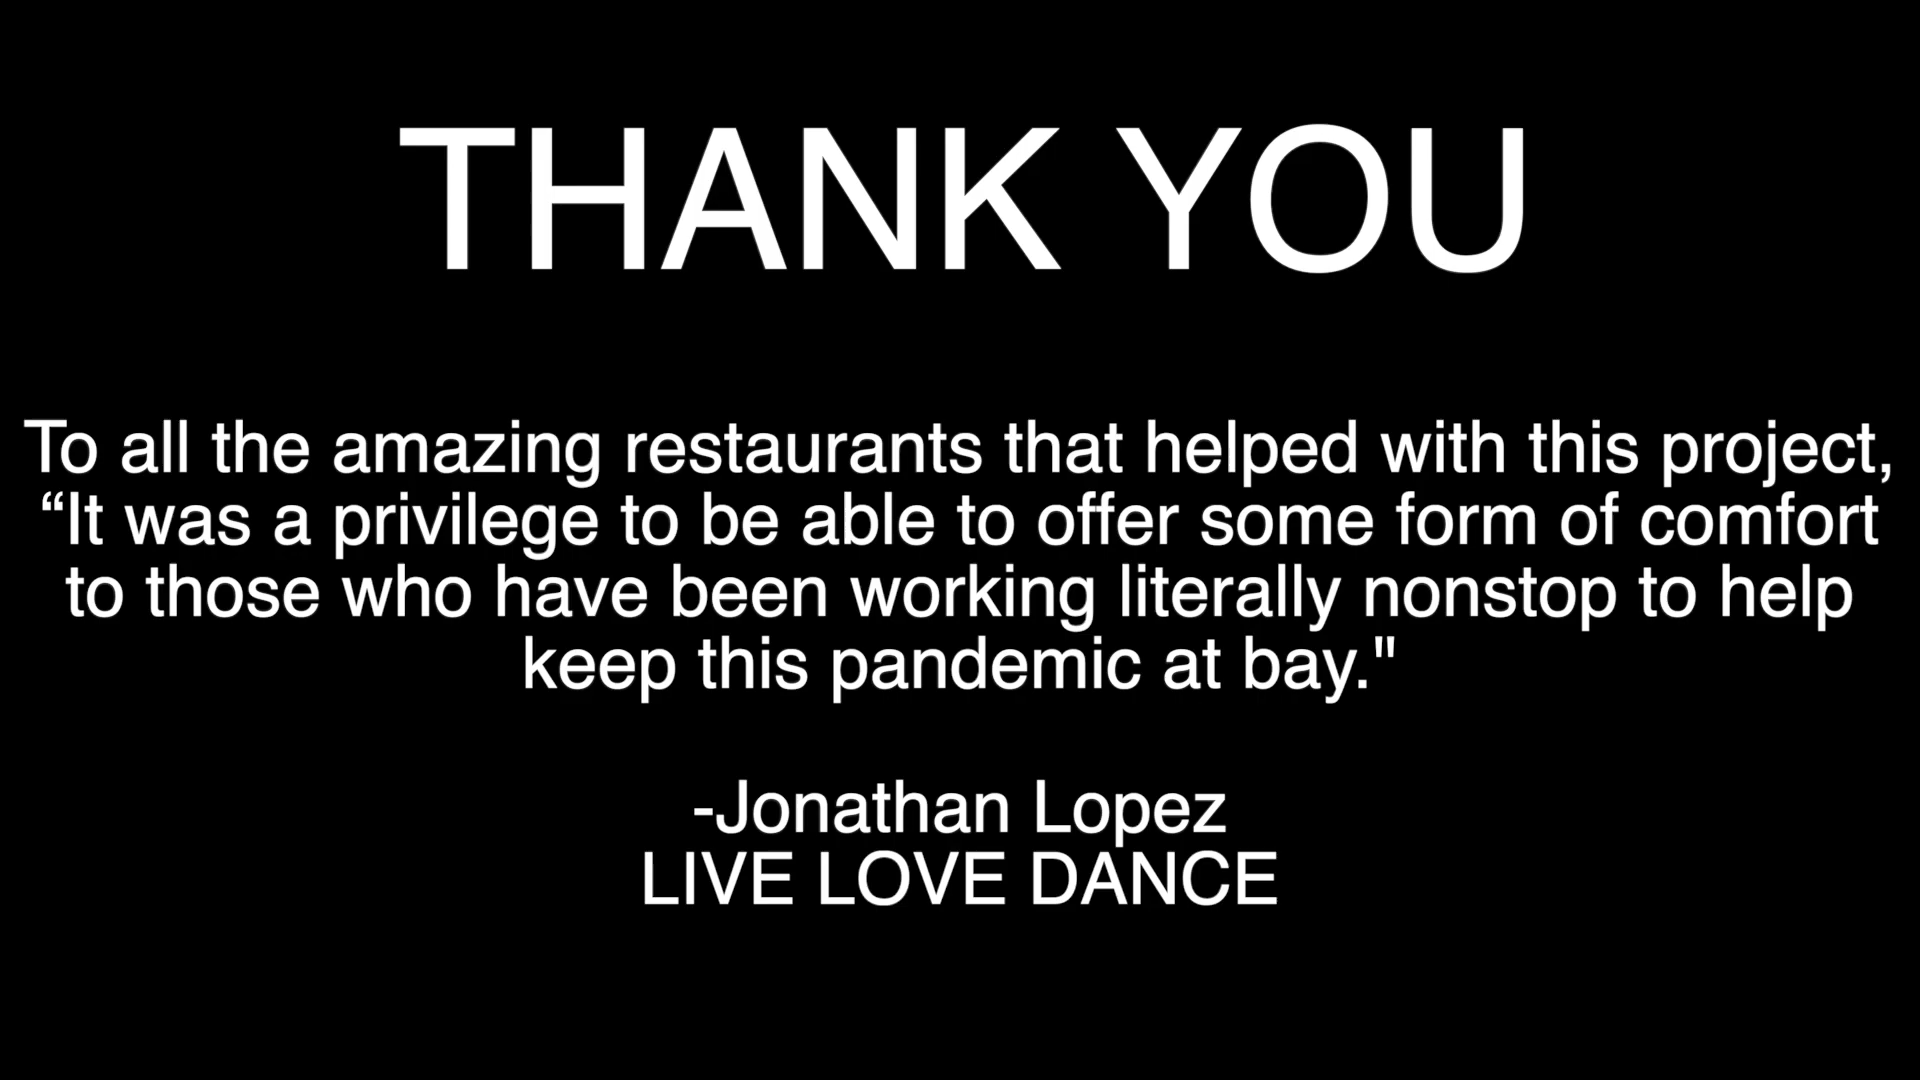 THANK YOU
To all the amazing restaurants that helped with this project,
“It was a privilege to be able to offer some form of comfort
to those who have been working literally nonstop to help
keep this pandemic at bay."
-Jonathan Lopez
LIVE LOVE DANCE